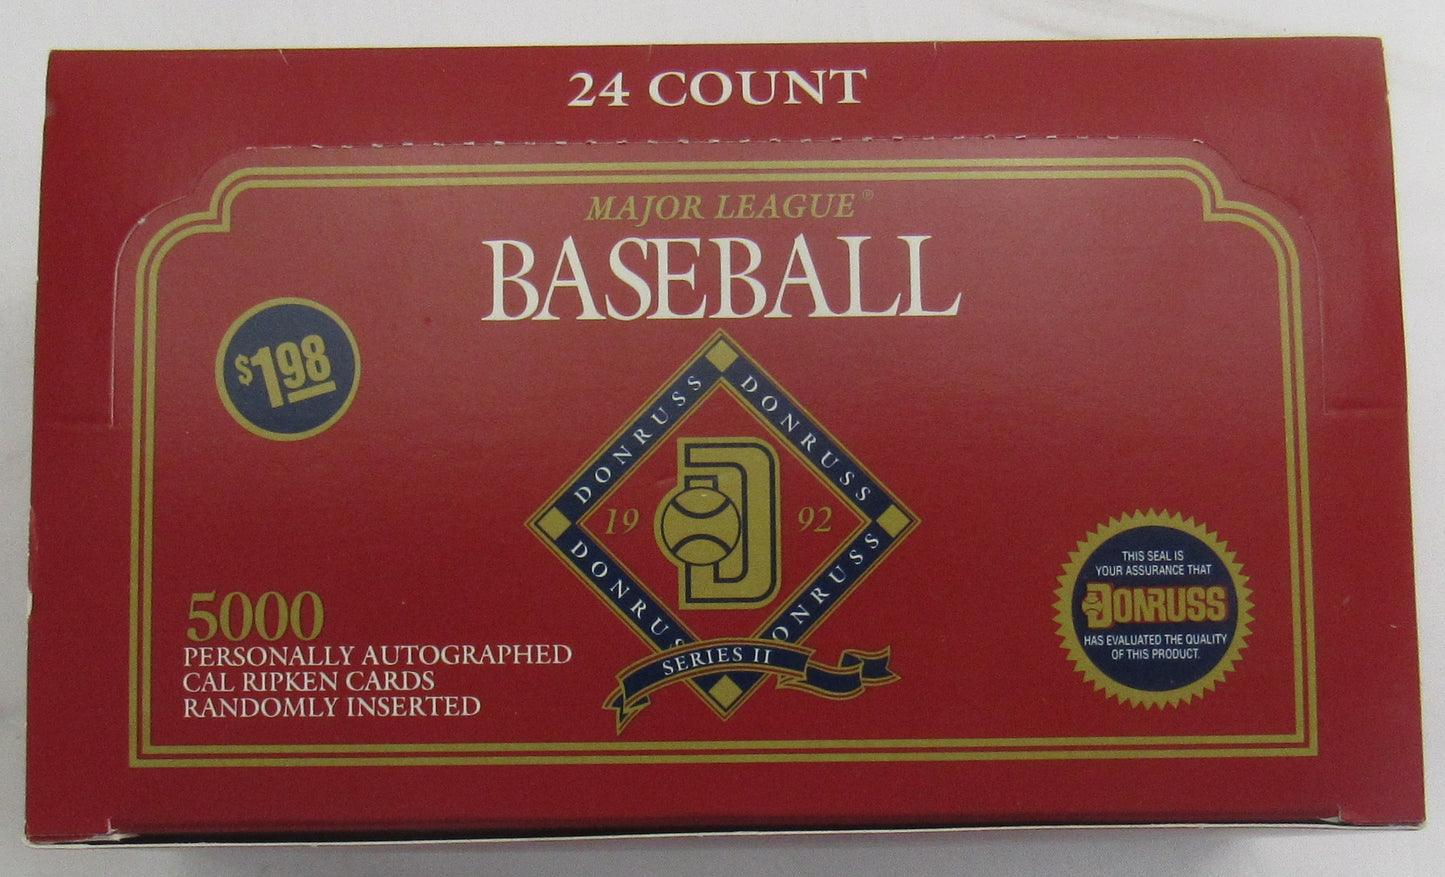 24 COUNT
MAJOR LEAGUE®
BASEBALL
$1.98
DONRUSS
DONRUSS
19 92
DONRUSS
DONRUSS
SERIES II
5000
PERSONALLY AUTOGRAPHED
CAL RIPKEN CARDS
RANDOMLY INSERTED
THIS SEAL IS
YOUR ASSURANCE THAT
DONRUSS
HAS EVALUATED THE QUALITY
OF THIS PRODUCT.